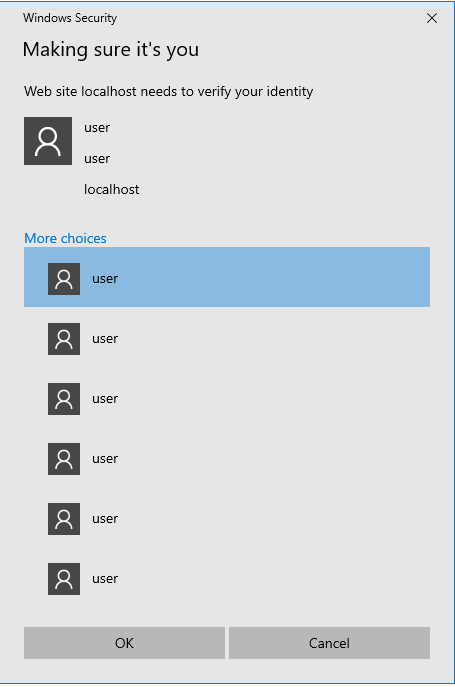 Windows Security
Making sure it's you
Web site localhost needs to verify your identity
user
user
localhost
More choices
user
user
user
user
user
user
OK
Cancel